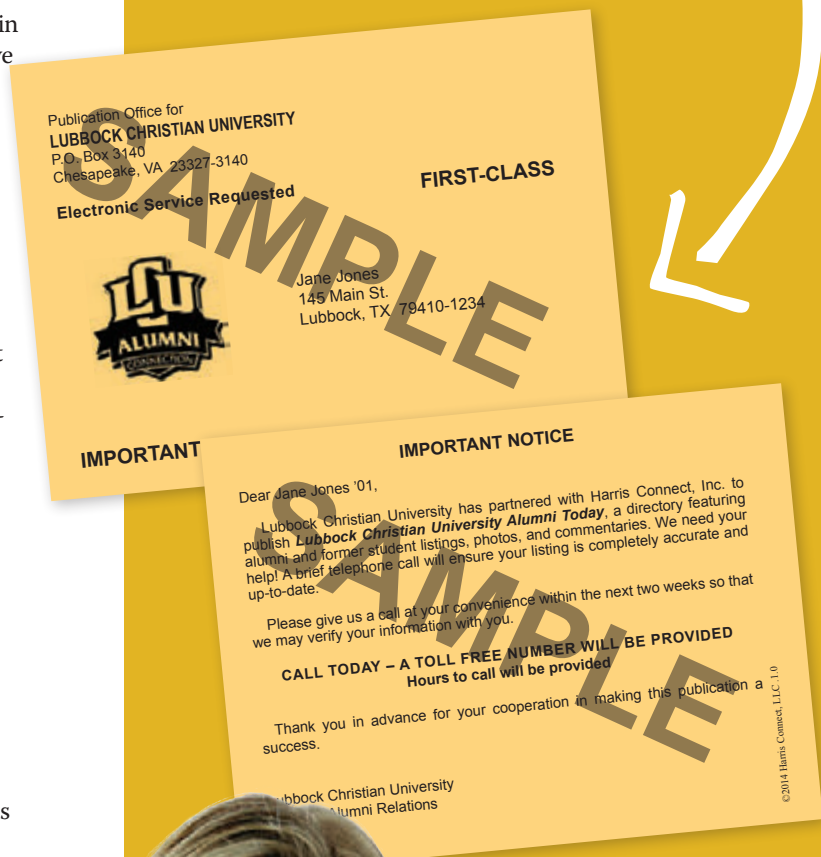 in
Publication Office for
LUBBOCK CHRISTIAN UNIVERSITY
P.O. Box 3140
Chesapeake, VA 23327-3140
Electronic Service Requested
FIRST-CLASS
LCU
ALUMNI
CONNECTION
Jane Jones
145 Main St.
Lubbock, TX 79410-1234
SAMPLE
IMPORTANT
IMPORTANT NOTICE
Dear Jane Jones '01,
Lubbock Christian University has partnered with Harris Connect, Inc. to
publish Lubbock Christian University Alumni Today, a directory featuring
alumni and former student listings, photos, and commentaries. We need your
help! A brief telephone call will ensure your listing is completely accurate and
up-to-date.
Please give us a call at your convenience within the next two weeks so that
we may verify your information with you.
CALL TODAY – A TOLL FREE NUMBER WILL BE PROVIDED
Hours to call will be provided
Thank you in advance for your cooperation in making this publication a
success.
SAMPLE
bbock Christian University
Alumni Relations
©2014 Harris Connect, LLC .1.0